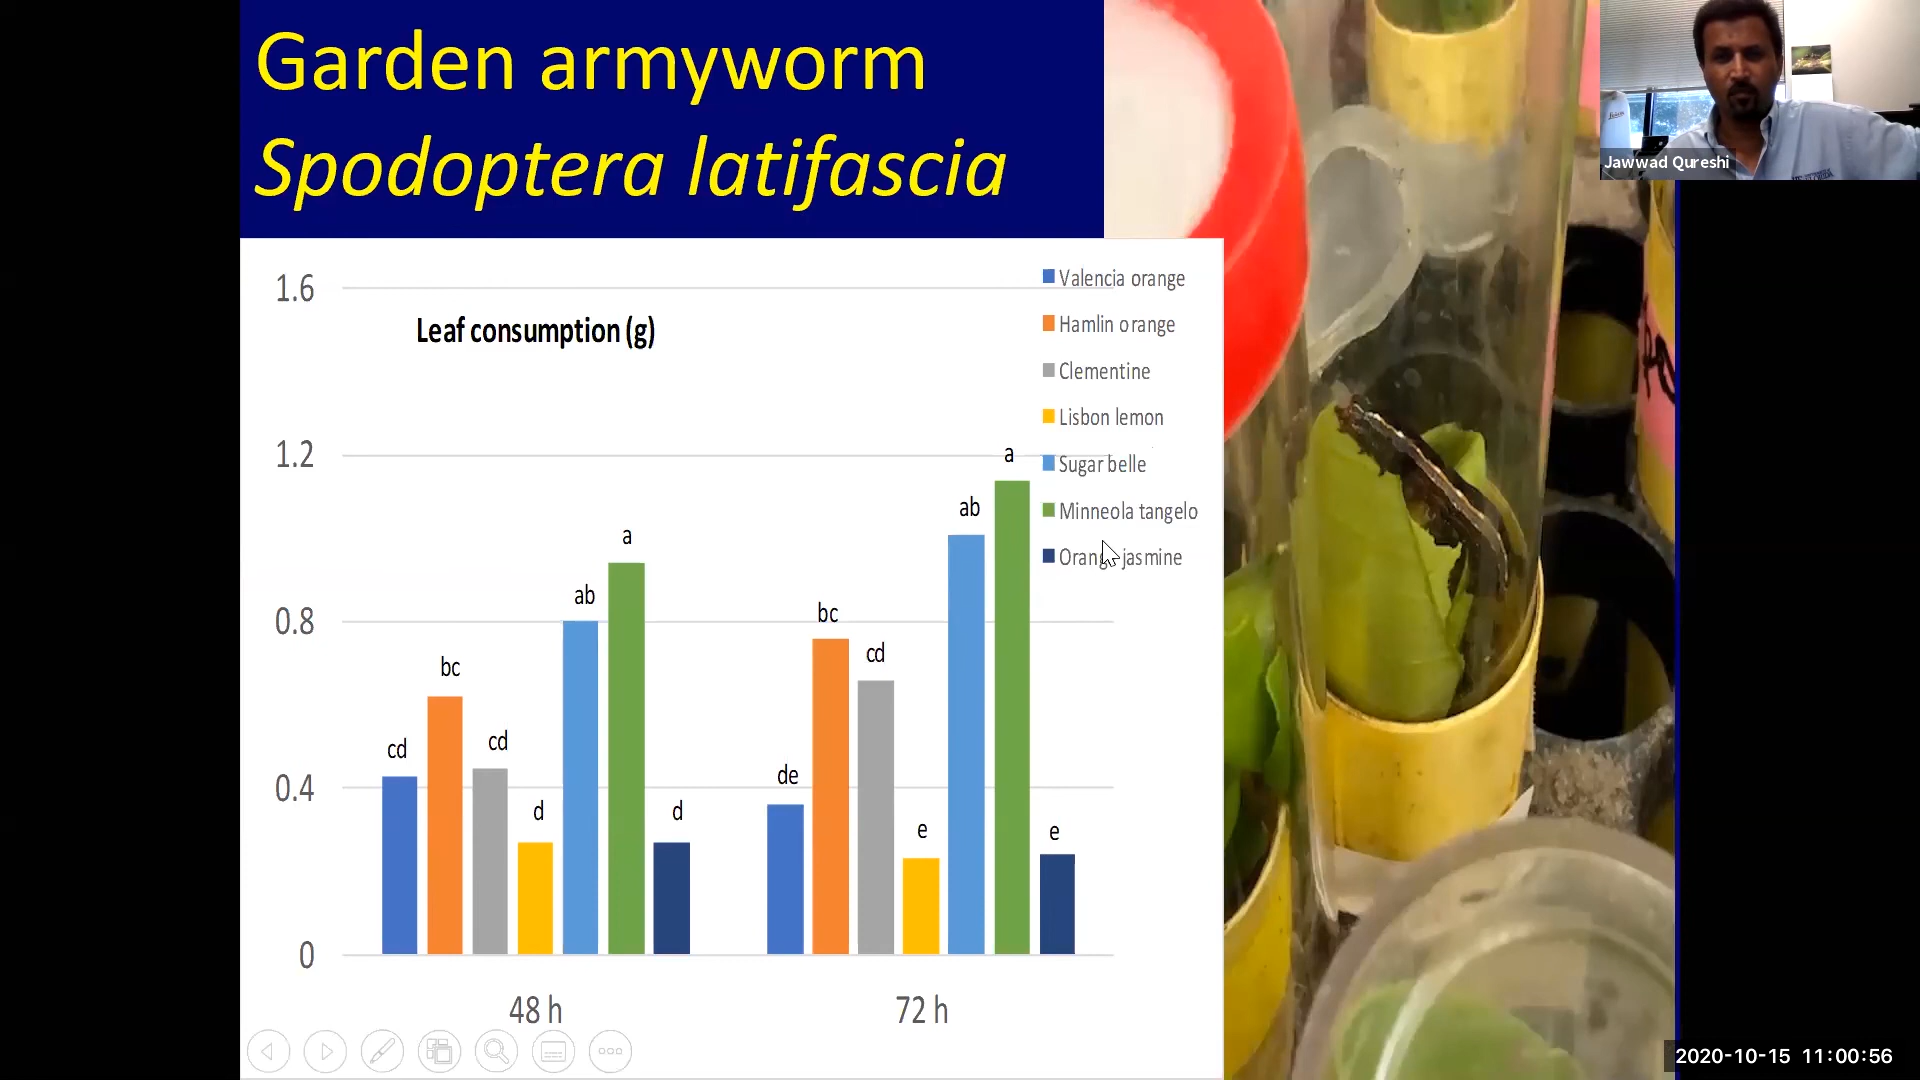 Garden armyworm
Spodoptera latifascia
Jawwad Qureshi
Leaf consumption (g)
1.6
1.2
0.8
0.4
0
Valencia orange
Hamlin orange
Clementine
Lisbon lemon
Sugar belle
Minneola tangelo
Orange jasmine
cd
bc
cd
d
ab
a
d
de
bc
cd
e
ab
a
e
48 h
72 h
2020-10-15 11:00:56